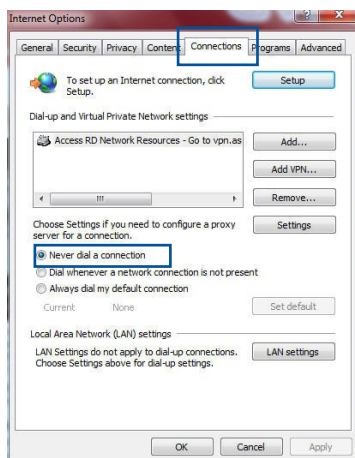 Internet Options
General Security Privacy Content Connections Programs Advanced
To set up an Internet connection, click
Setup.
Setup
Dial-up and Virtual Private Network settings
Access RD Network Resources - Go to vpn.as
Add...
Add VPN...
Remove...
Choose Settings if you need to configure a proxy
server for a connection.
Settings
Never dial a connection
Dial whenever a network connection is not present
Always dial my default connection
Current None
Set default
Local Area Network (LAN) settings
LAN Settings do not apply to dial-up connections.
Choose Settings above for dial-up settings.
LAN settings
OK Cancel Apply